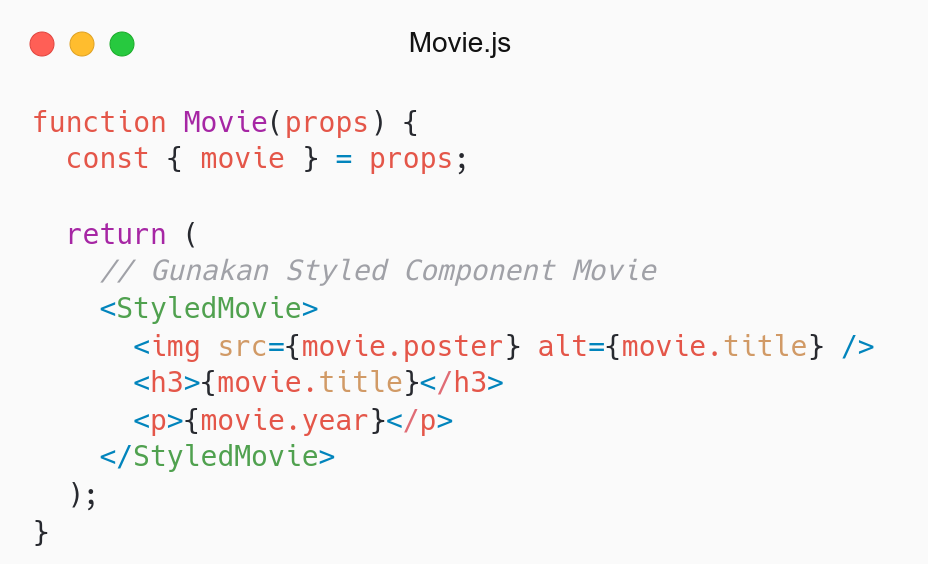 Movie.js
function Movie(props) {
  const { movie } = props;

  return (
    // Gunakan Styled Component Movie
    <StyledMovie>
      <img src={movie.poster} alt={movie.title} />
      <h3>{movie.title}</h3>
      <p>{movie.year}</p>
    </StyledMovie>
  );
}